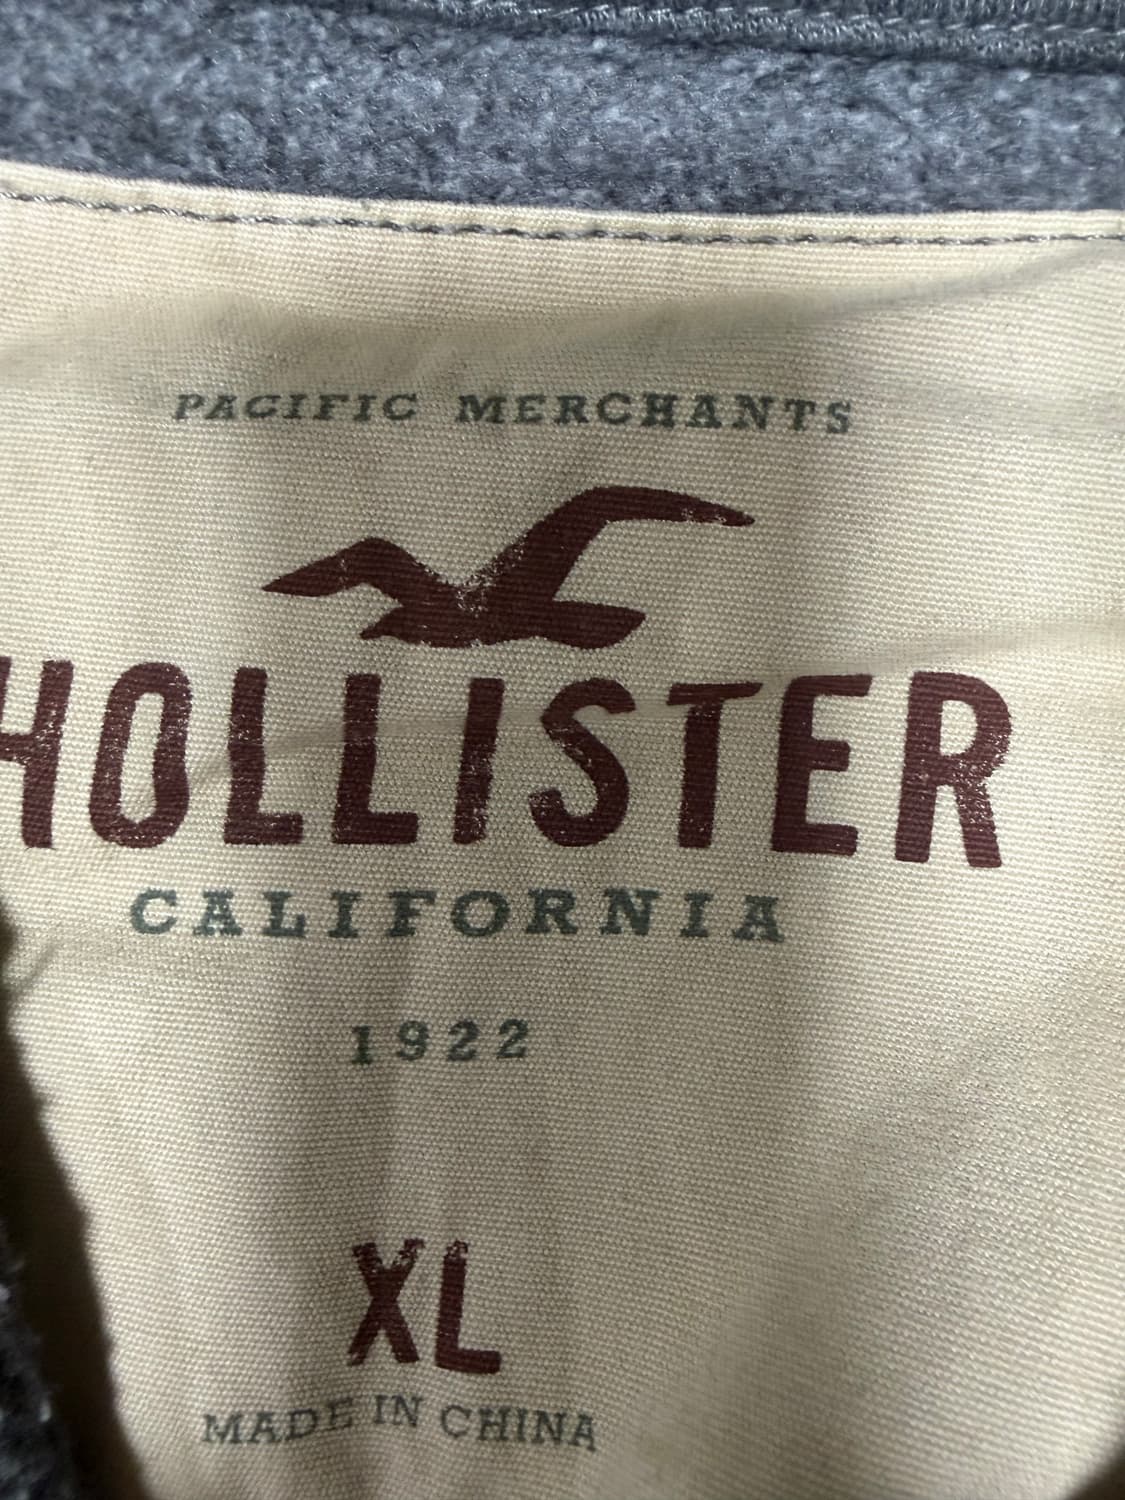 PACIFIC MERCHANTS
HOLLISTER
CALIFORNIA
1922
XL
MADE IN CHINA